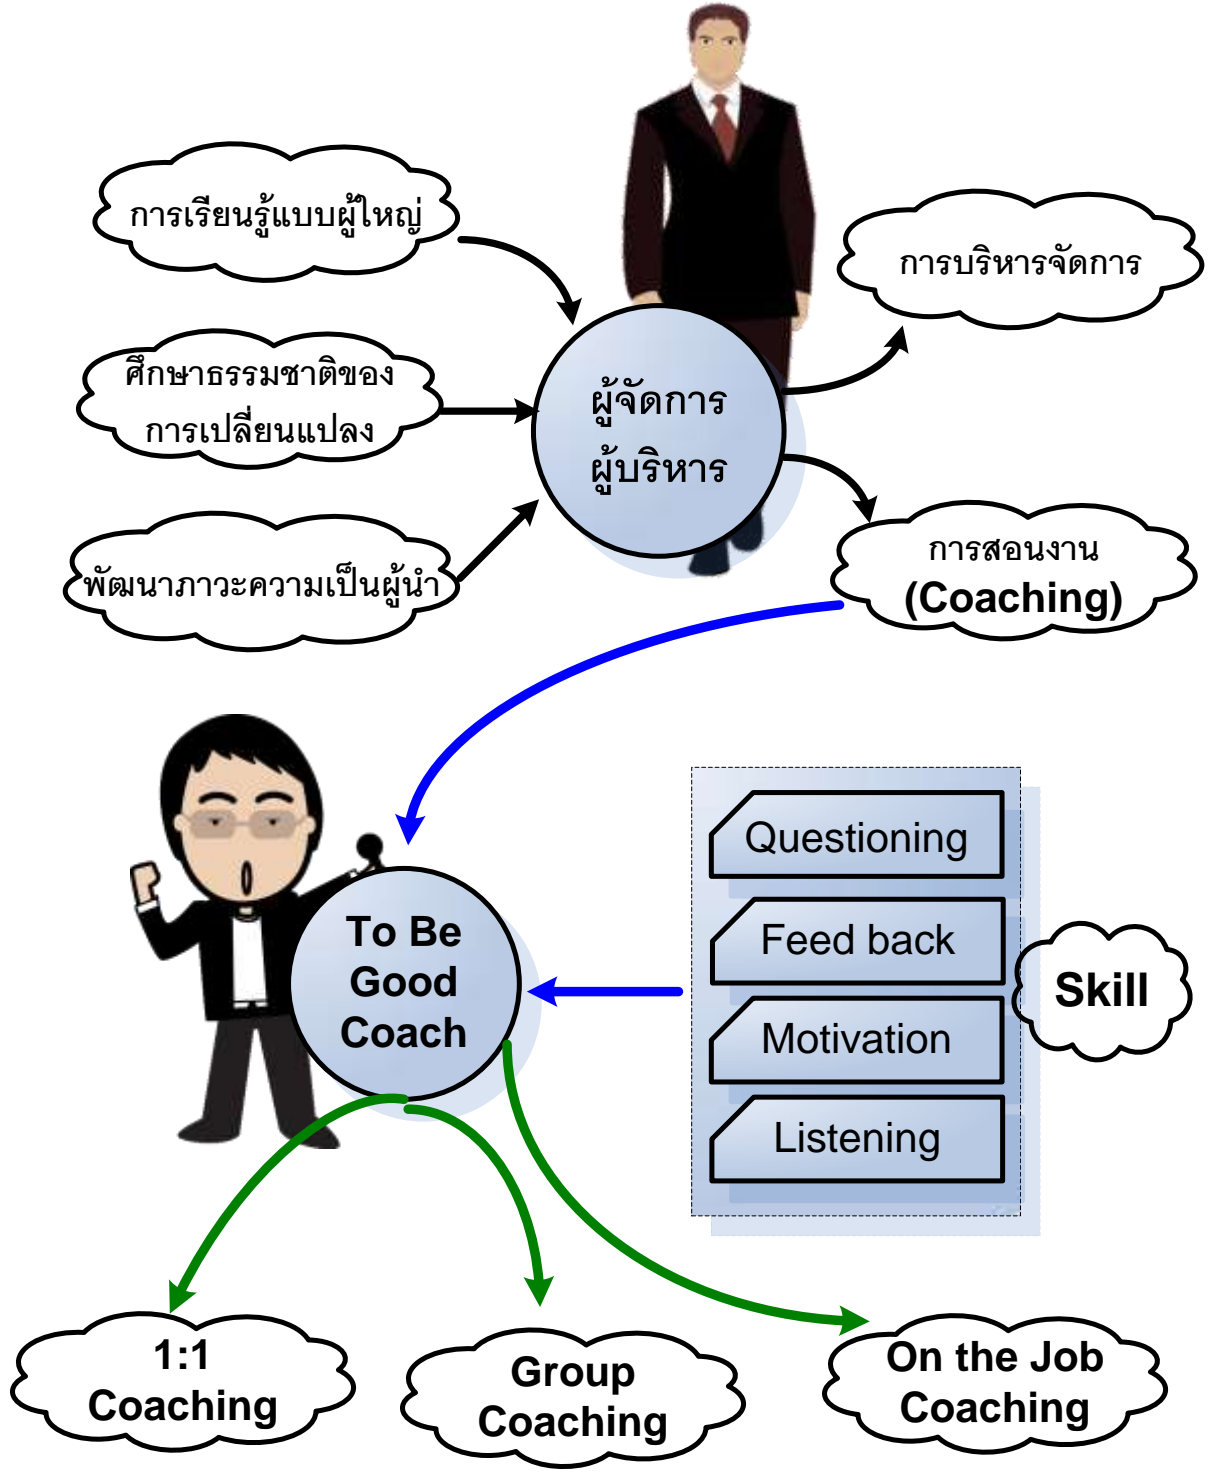 การเรียนรู้แบบผู้ใหญ่
การบริหารจัดการ
ศึกษาธรรมชาติของ
การเปลี่ยนแปลง
ผู้จัดการ
ผู้บริหาร
พัฒนาภาวะความเป็นผู้นำ
การสอนงาน
(Coaching)
To Be
Good
Coach
Questioning
Feed back
Motivation
Listening
Skill
1:1
Coaching
Group
Coaching
On the Job
Coaching